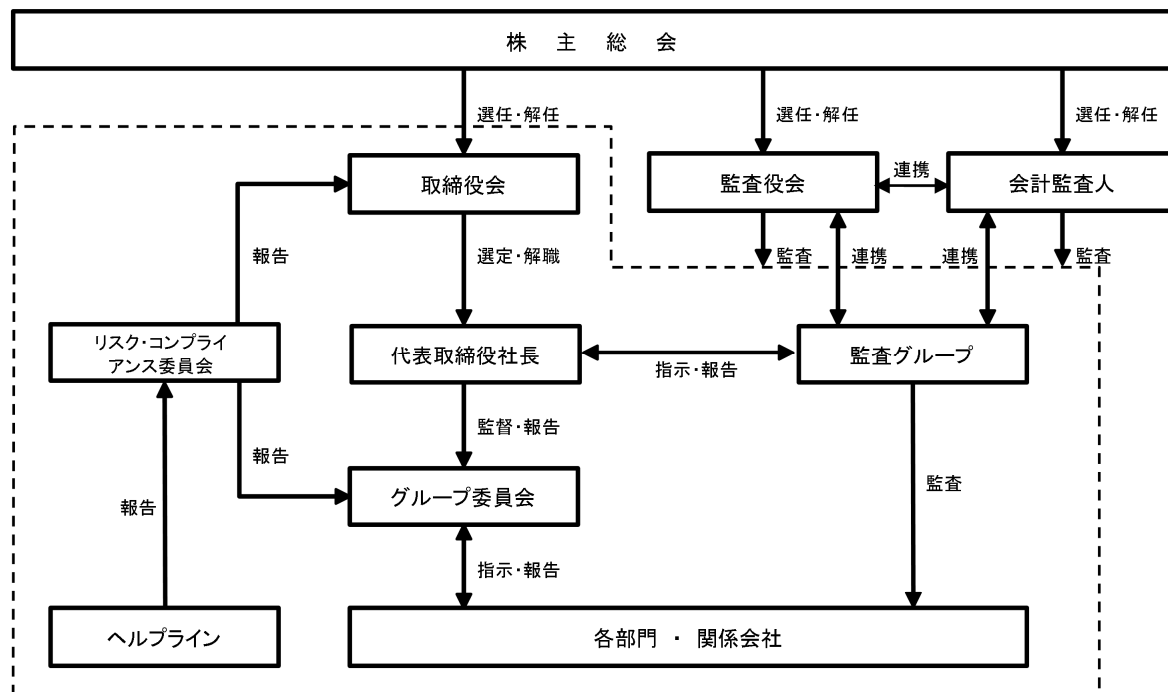 株 主 総 会
選任・解任
選任・解任
選任・解任
取締役会
監査役会
連携
会計監査人
報告
選定・解職
監査
連携
連携
監査
リスク・コンプライ
アンス委員会
代表取締役社長
指示・報告
監査グループ
監督・報告
報告
グループ委員会
監査
報告
指示・報告
ヘルプライン
各部門 ・ 関係会社